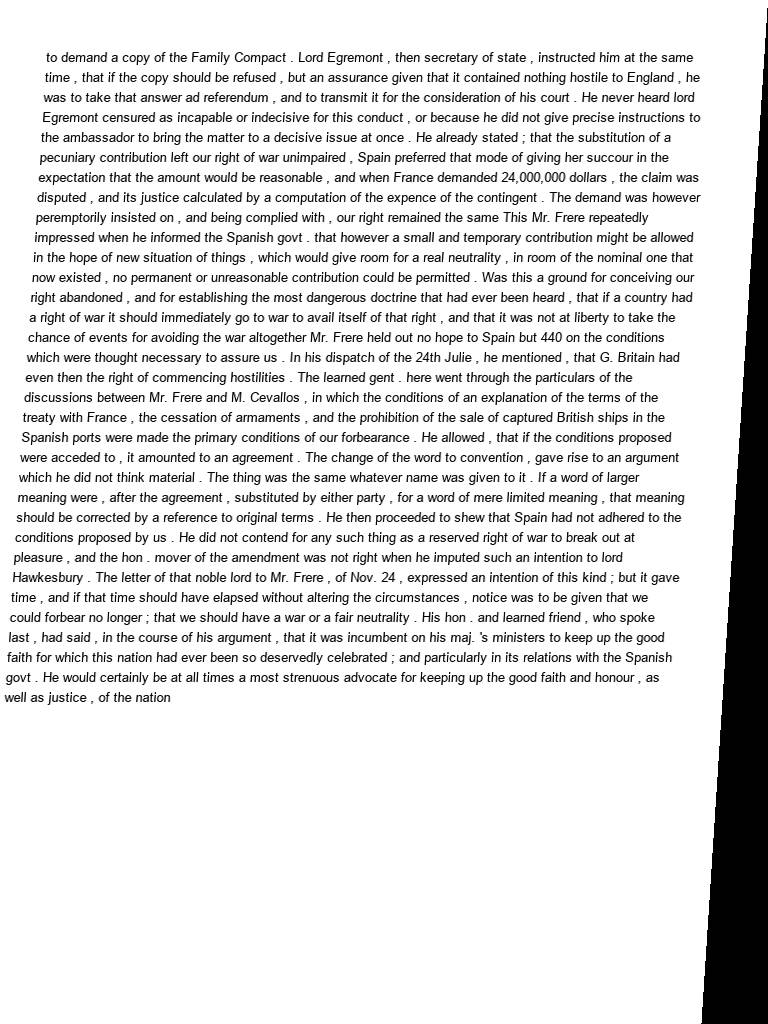 to demand a copy of the Family Compact . Lord Egremont , then secretary of state , instructed him at the same
time , that if the copy should be refused , but an assurance given that it contained nothing hostile to England , he
was to take that answer ad referendum , and to transmit it for the consideration of his court . He never heard lord
Egremont censured as incapable or indecisive for this conduct , or because he did not give precise instructions to
the ambassador to bring the matter to a decisive issue at once . He already stated ; that the substitution of a
pecuniary contribution left our right of war unimpaired , Spain preferred that mode of giving her succour in the
expectation that the amount would be reasonable , and when France demanded 24,000,000 dollars , the claim was
disputed , and its justice calculated by a computation of the expence of the contingent . The demand was however
peremptorily insisted on , and being complied with , our right remained the same This Mr. Frere repeatedly
impressed when he informed the Spanish govt . that however a small and temporary contribution might be allowed
in the hope of new situation of things , which would give room for a real neutrality , in room of the nominal one that
now existed , no permanent or unreasonable contribution could be permitted . Was this a ground for conceiving our
right abandoned , and for establishing the most dangerous doctrine that had ever been heard , that if a country had
a right of war it should immediately go to war to avail itself of that right , and that it was not at liberty to take the
chance of events for avoiding the war altogether Mr. Frere held out no hope to Spain but 440 on the conditions
which were thought necessary to assure us . In his dispatch of the 24th Julie , he mentioned , that G. Britain had
even then the right of commencing hostilities . The learned gent . here went through the particulars of the
discussions between Mr. Frere and M. Cevallos , in which the conditions of an explanation of the terms of the
treaty with France , the cessation of armaments , and the prohibition of the sale of captured British ships in the
Spanish ports were made the primary conditions of our forbearance . He allowed , that if the conditions proposed
were acceded to , it amounted to an agreement . The change of the word to convention , gave rise to an argument
which he did not think material . The thing was the same whatever name was given to it . If a word of larger
meaning were , after the agreement , substituted by either party , for a word of mere limited meaning , that meaning
should be corrected by a reference to original terms . He then proceeded to shew that Spain had not adhered to the
conditions proposed by us . He did not contend for any such thing as a reserved right of war to break out at
pleasure , and the hon . mover of the amendment was not right when he imputed such an intention to lord
Hawkesbury . The letter of that noble lord to Mr. Frere , of Nov. 24 , expressed an intention of this kind ; but it gave
time , and if that time should have elapsed without altering the circumstances , notice was to be given that we
could forbear no longer ; that we should have a war or a fair neutrality . His hon . and learned friend , who spoke
last , had said , in the course of his argument , that it was incumbent on his maj. 's ministers to keep up the good
faith for which this nation had ever been so deservedly celebrated ; and particularly in its relations with the Spanish
govt . He would certainly be at all times a most strenuous advocate for keeping up the good faith and honour , as
well as justice , of the nation